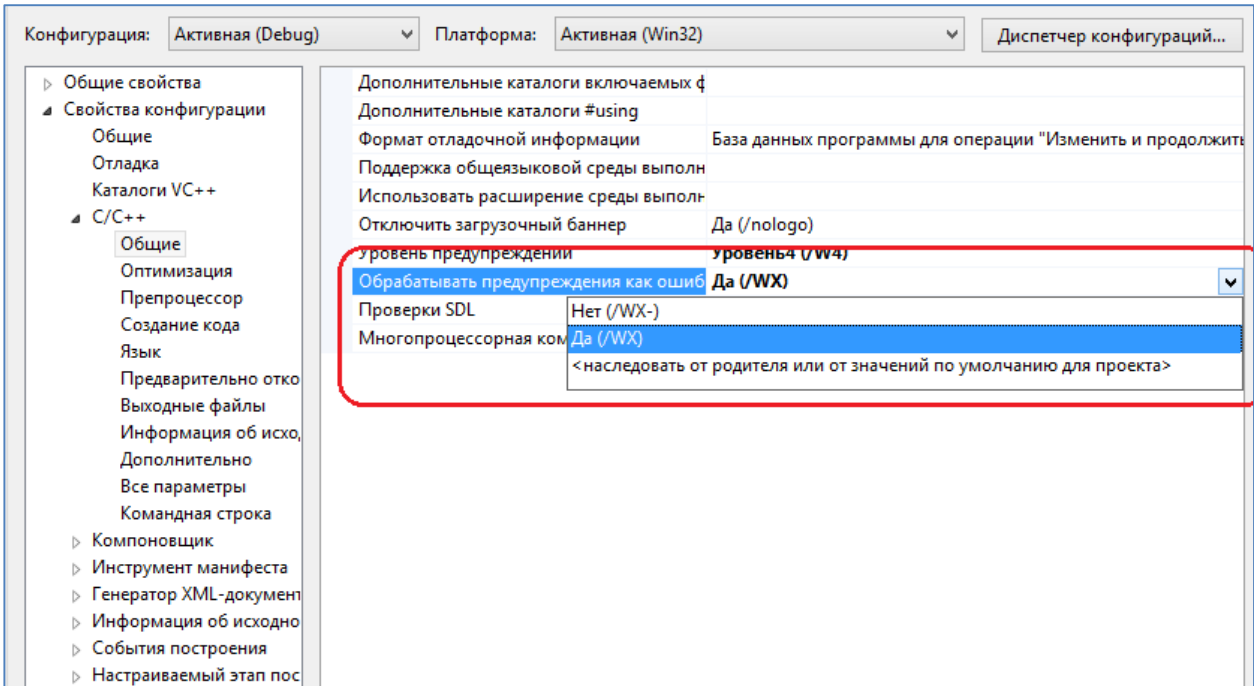 Конфигурация: Активная (Debug) Платформа: Активная (Win32) Диспетчер конфигураций...
Общие свойства
Свойства конфигурации
Общие
Отладка
Каталоги VC++
C/C++
Общие
Оптимизация
Препроцессор
Создание кода
Язык
Предварительно отко
Выходные файлы
Информация об исхо
Дополнительно
Все параметры
Командная строка
Компоновщик
Инструмент манифеста
Генератор XML-документ
Информация об исходно
События построения
Настраиваемый этап пос
Дополнительные каталоги включаемых ф
Дополнительные каталоги #using
Формат отладочной информации База данных программы для операции "Изменить и продолжить
Поддержка общеязыковой среды выполн
Использовать расширение среды выполн
Отключить загрузочный баннер Да (/nologo)
Уровень предупреждений Уровень4 (/W4)
Обрабатывать предупреждения как ошиб Да (/WX)
Проверки SDL
Многопроцессорная ком
Нет (/WX-)
Да (/WX)
<наследовать от родителя или от значений по умолчанию для проекта>